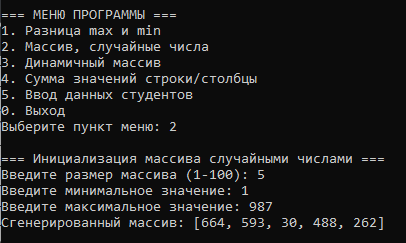 === МЕНЮ ПРОГРАММЫ ===
1. Разница max и min
2. Массив, случайные числа
3. Динамичный массив
4. Сумма значений строки/столбцы
5. Ввод данных студентов
0. Выход
Выберите пункт меню: 2
=== Инициализация массива случайными числами ===
Введите размер массива (1-100): 5
Введите минимальное значение: 1
Введите максимальное значение: 987
Сгенерированный массив: [664, 593, 30, 488, 262]